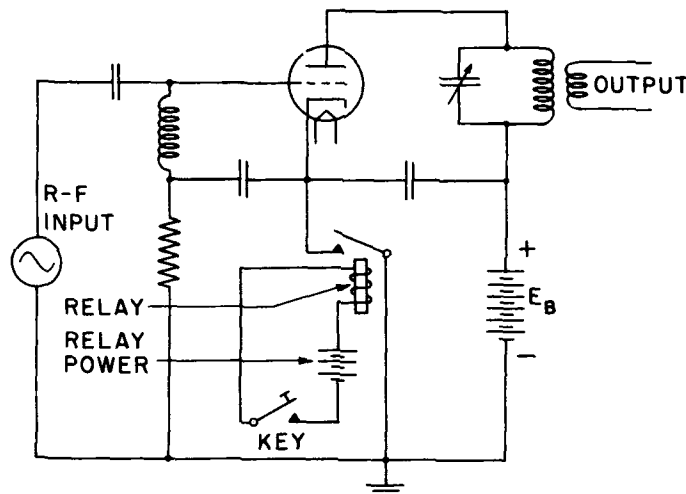 R-F
INPUT
OUTPUT
+
E_B
−
RELAY
RELAY
POWER
KEY